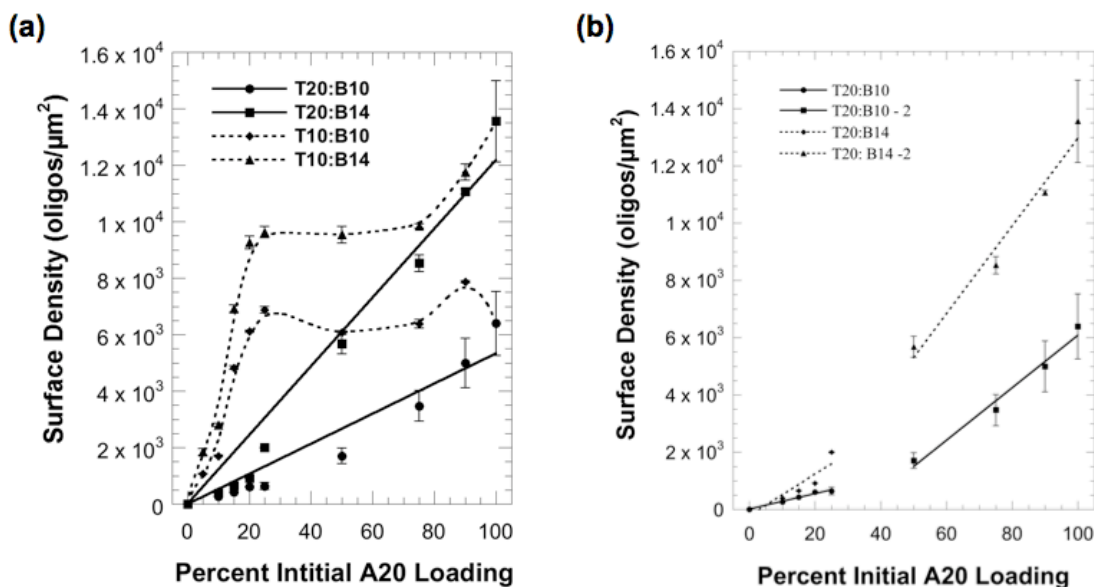 (a)
(b)
1.6 x 10⁴
1.4 x 10⁴
1.2 x 10⁴
1 x 10⁴
8 x 10³
6 x 10³
4 x 10³
2 x 10³
0
Surface Density (oligos/µm²)
T20:B10
T20:B14
T10:B10
T10:B14
0 20 40 60 80 100
Percent Intitial A20 Loading
1.6 x 10⁴
1.4 x 10⁴
1.2 x 10⁴
1 x 10⁴
8 x 10³
6 x 10³
4 x 10³
2 x 10³
0
Surface Density (oligos/µm²)
T20:B10
T20:B10 - 2
T20:B14
T20: B14 -2
0 20 40 60 80 100
Percent Intitial A20 Loading